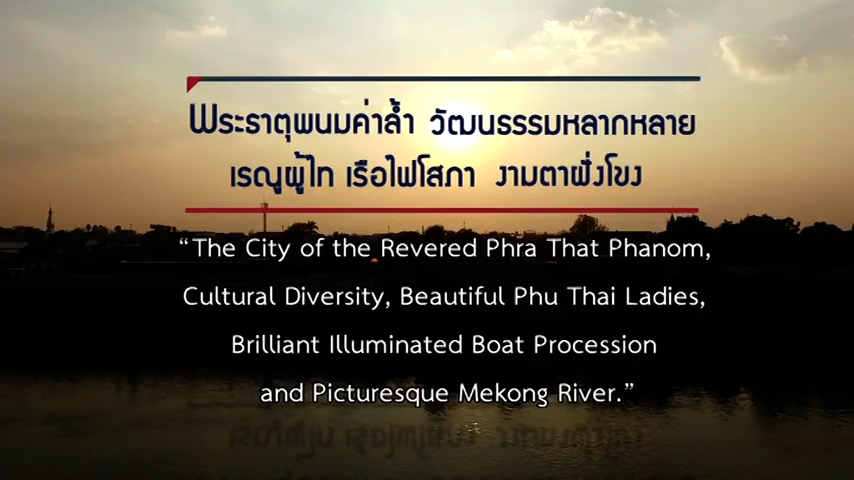 พระธาตุพนมค่าล้ำ วัฒนธรรมหลากหลาย
เรณูผู้ไท เรือไฟโสภา งามตาฝั่งโขง
“The City of the Revered Phra That Phanom,
Cultural Diversity, Beautiful Phu Thai Ladies,
Brilliant Illuminated Boat Procession
and Picturesque Mekong River.”